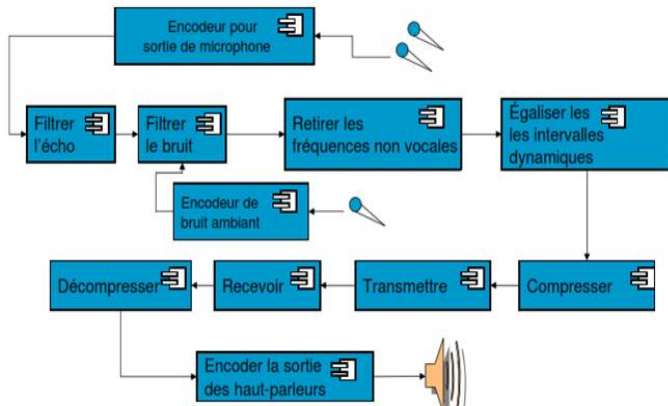 Encodeur pour
sortie de microphone
Filtrer
l'écho
Filtrer
le bruit
Retirer les
fréquences non vocales
Égaliser les
les intervalles
dynamiques
Encodeur de
bruit ambiant
Compresser
Transmettre
Recevoir
Décompresser
Encoder la sortie
des haut-parleurs